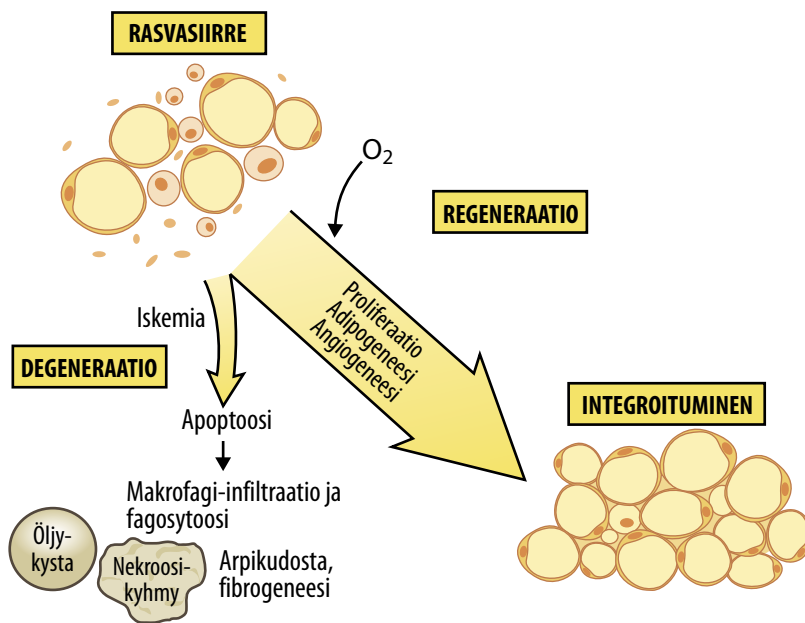 RASVASIIRRE
O₂
REGENERAATIO
Proliferaatio
Adipogeneesi
Angiogeneesi
Iskemia
DEGENERAATIO
Apoptoosi
INTEGROITUMINEN
Makrofagi-infiltraatio ja
fagosytoosi
Öljy-
kysta
Nekroosi-
kyhmy
Arpikudosta,
fibrogeneesi